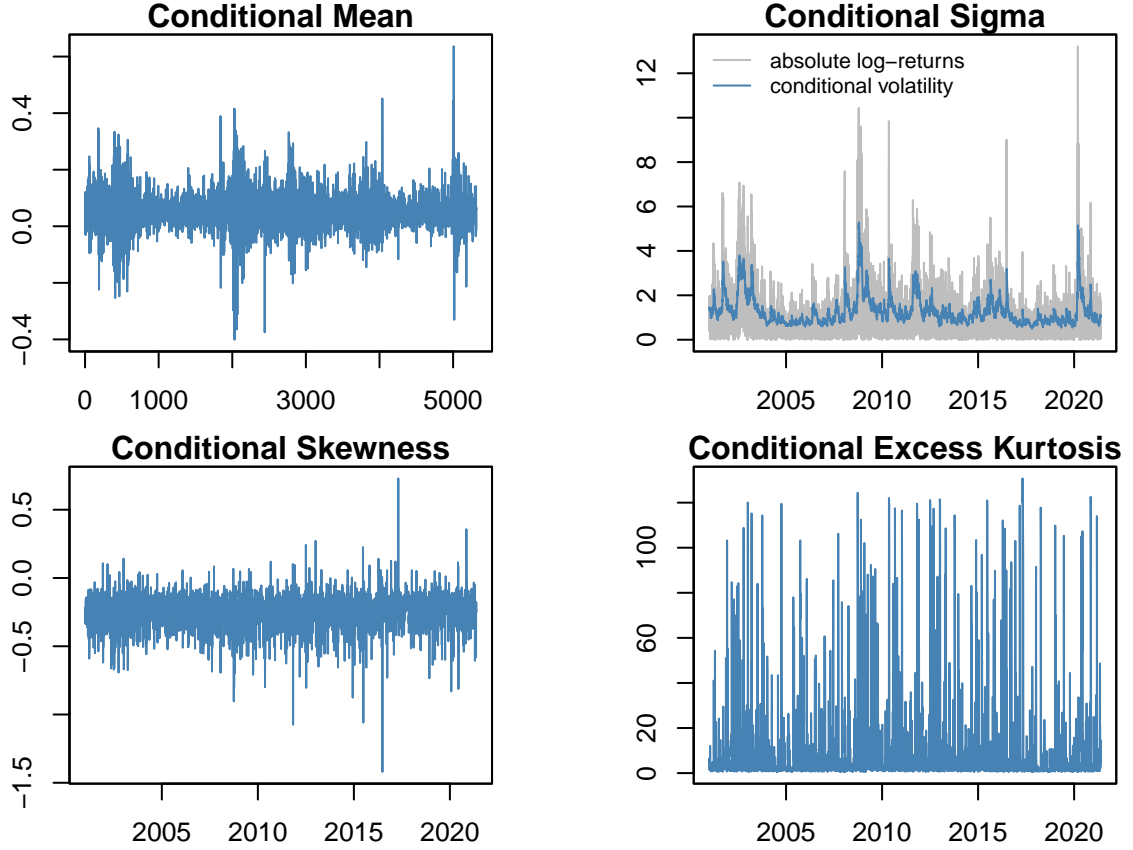 Conditional Mean
0.4
0.0
−0.4
0 1000 3000 5000
Conditional Sigma
absolute log−returns
conditional volatility
12
8
6
4
2
0
2005 2010 2015 2020
Conditional Skewness
0.5
0.0
−0.5
−1.5
2005 2010 2015 2020
Conditional Excess Kurtosis
100
60
20
0
2005 2010 2015 2020